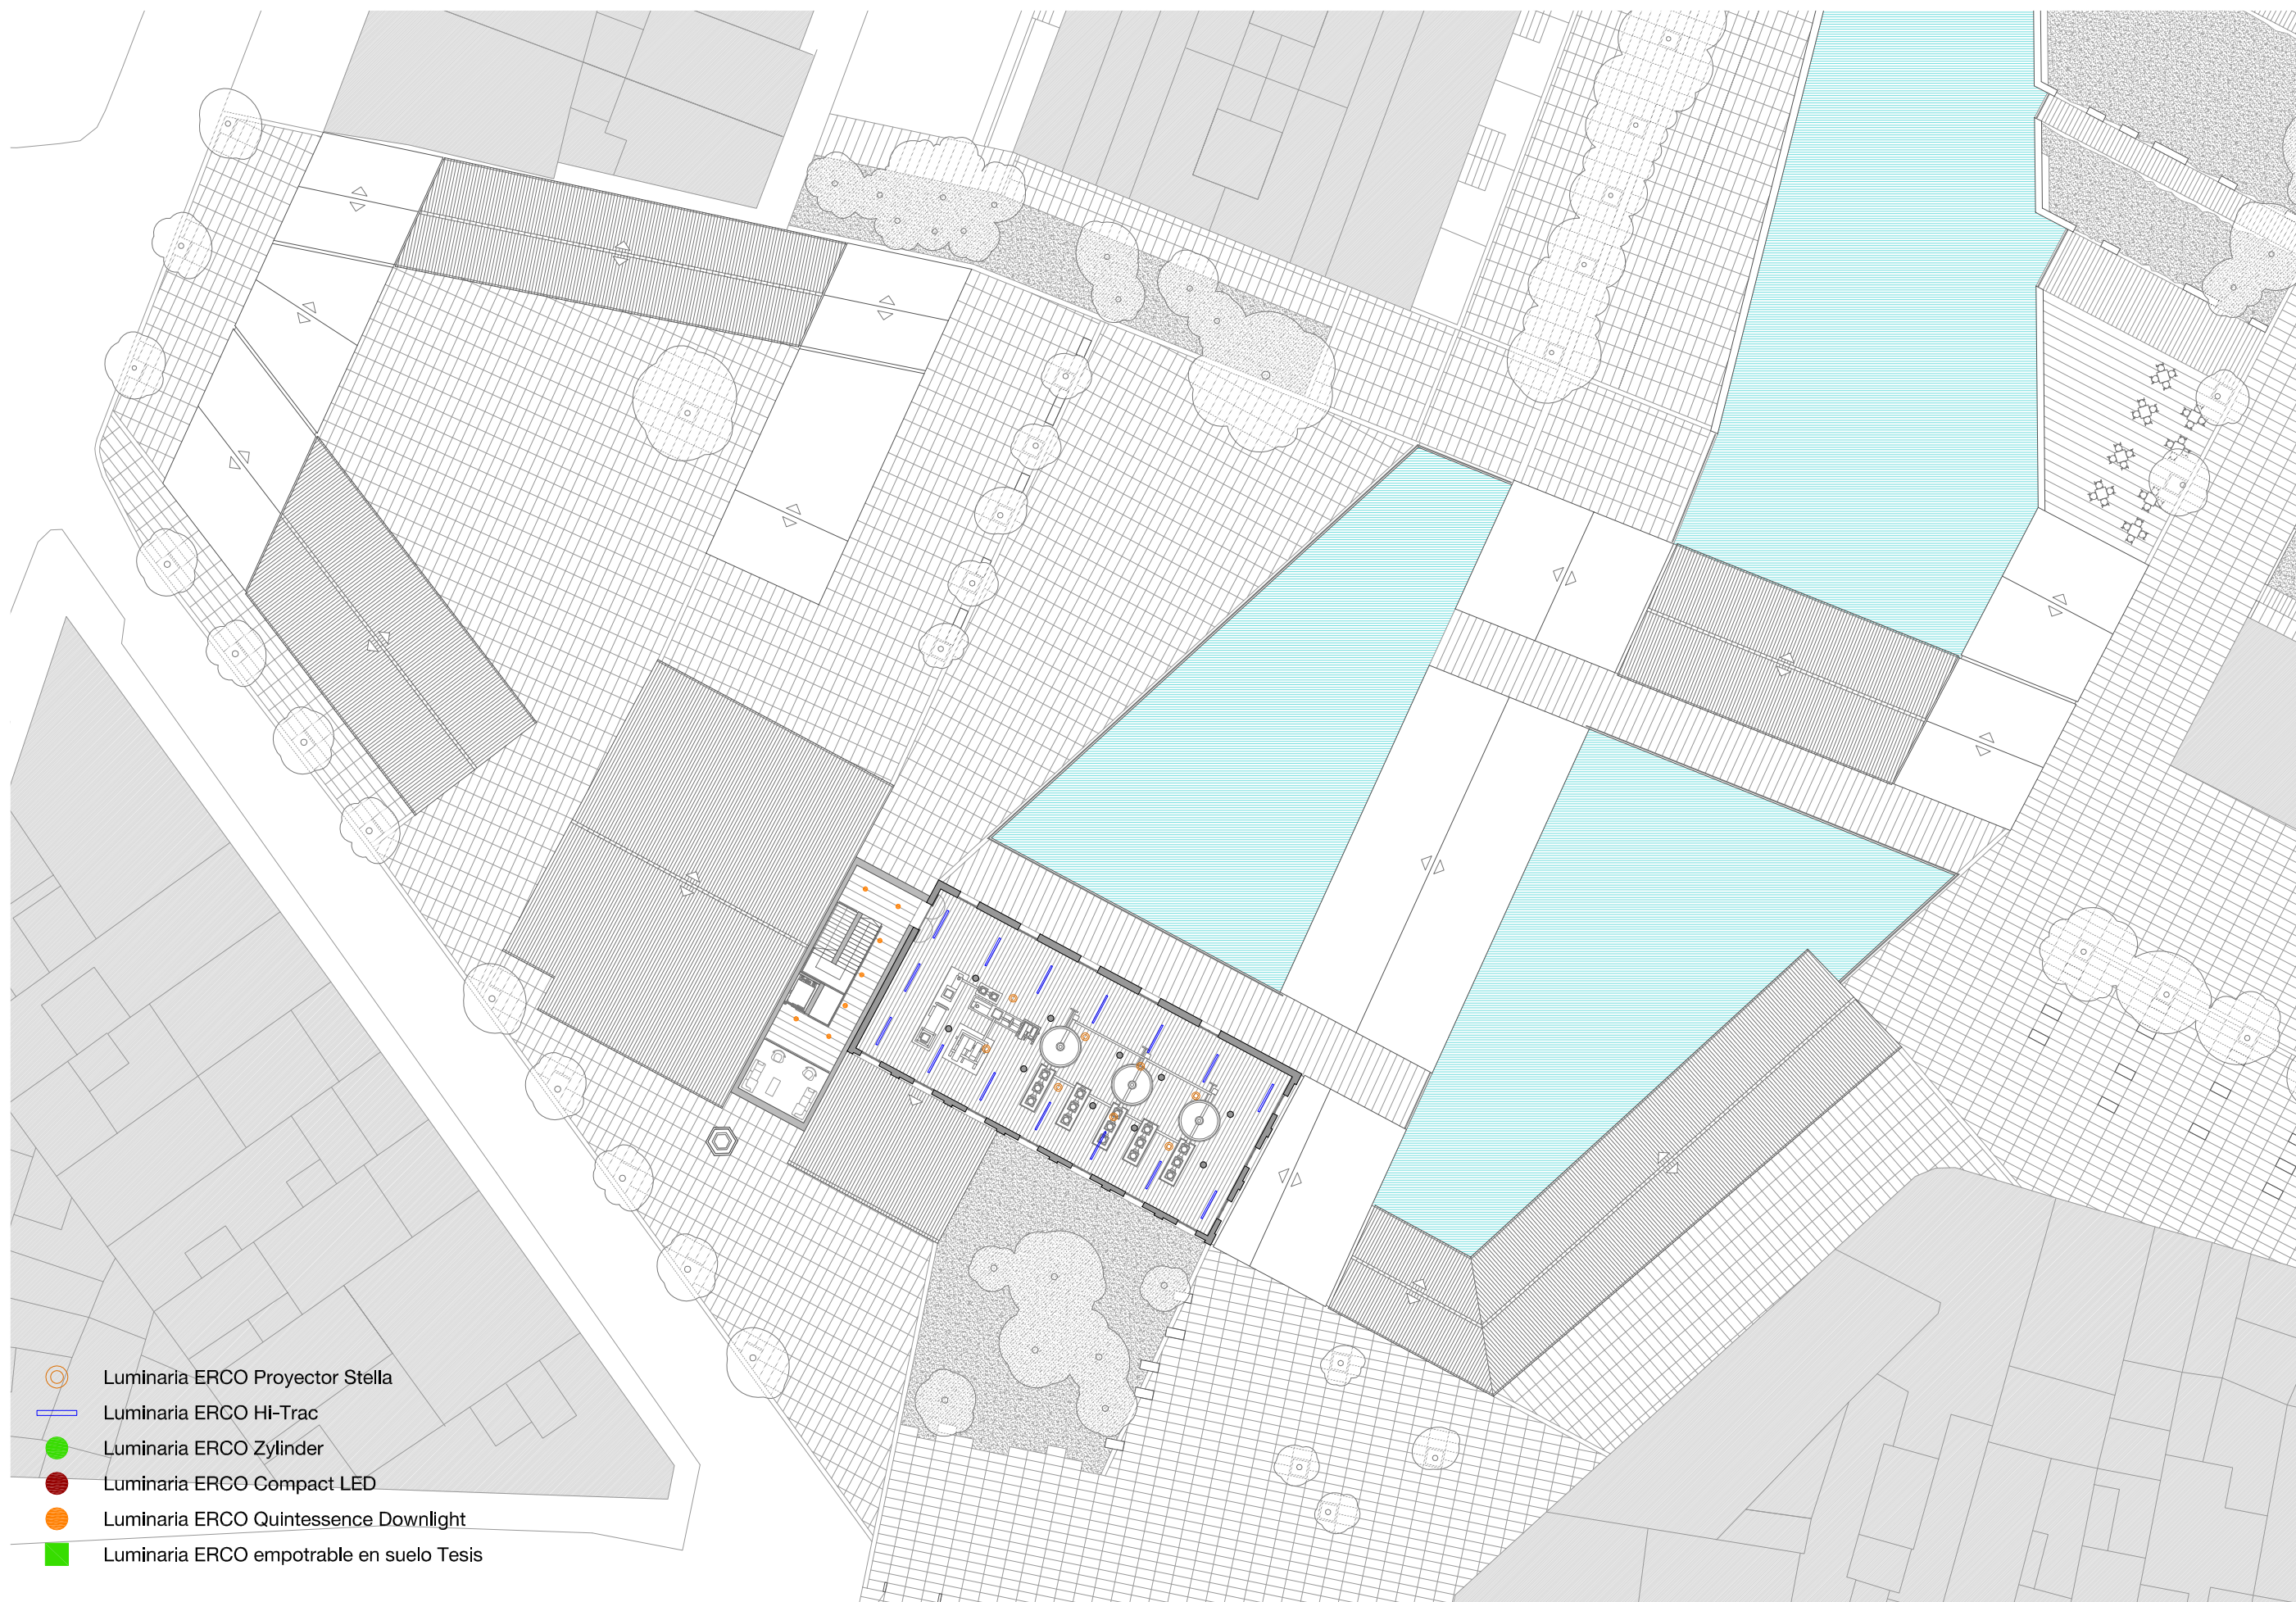 Luminaria ERCO Proyector Stella
Luminaria ERCO Hi-Trac
Luminaria ERCO Zylinder
Luminaria ERCO Compact LED
Luminaria ERCO Quintessence Downlight
Luminaria ERCO empotrable en suelo Tesis